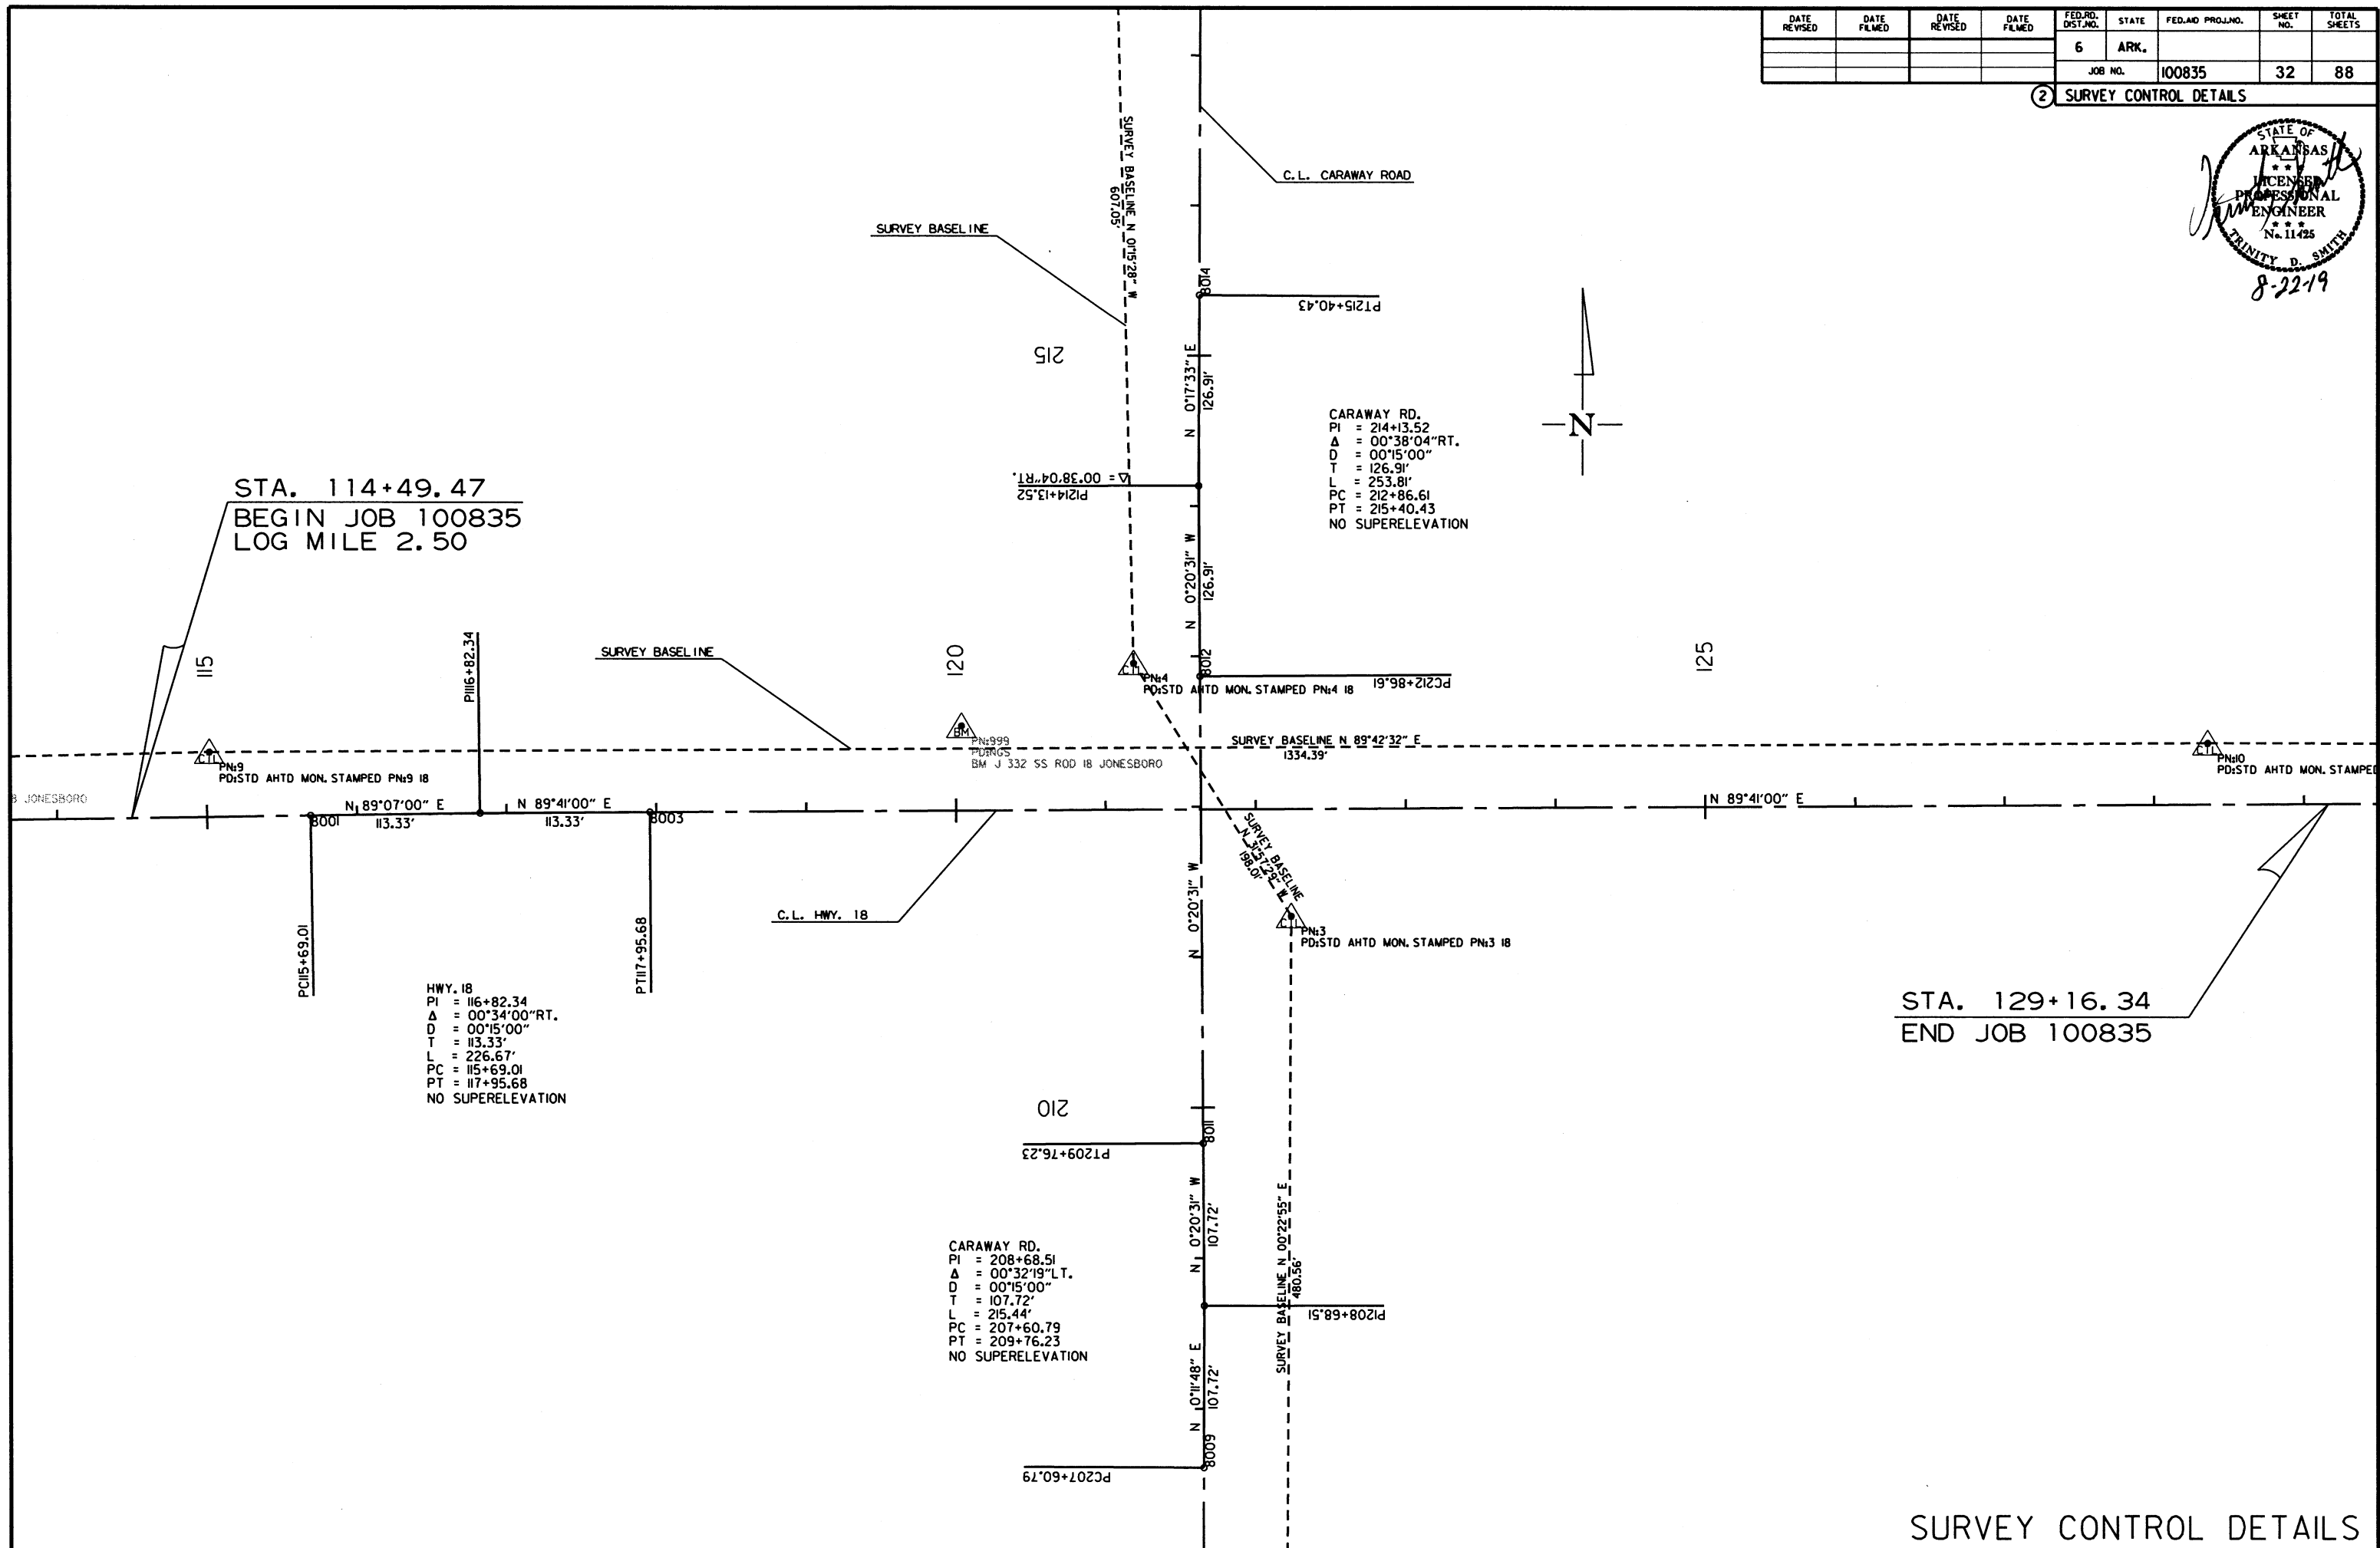 DATE REVISED
DATE FILMED
DATE REVISED
DATE FILMED
FED.RD. DIST.NO.
STATE
FED.AID PROJ.NO.
SHEET NO.
TOTAL SHEETS
6
ARK.
JOB NO.
100835
32
88
2
SURVEY CONTROL DETAILS
STATE OF
ARKANSAS
★ ★ ★
LICENSED
PROFESSIONAL
ENGINEER
★ ★ ★
No. 11425
TRINITY D. SMITH
8-22-19
SURVEY BASELINE N 01°15'28" W
607.05'
C.L. CARAWAY ROAD
SURVEY BASELINE
8014
PT215+40.43
215
N 0°17'33" E
126.91'
CARAWAY RD.
PI = 214+13.52
Δ = 00°38'04"RT.
D = 00°15'00"
T = 126.91'
L = 253.81'
PC = 212+86.61
PT = 215+40.43
NO SUPERELEVATION
N
PI214+13.52
Δ = 00°38'04"RT.
STA. 114+49.47
BEGIN JOB 100835
LOG MILE 2.50
N 0°20'31" W
126.91'
115
PI116+82.34
SURVEY BASELINE
120
8012
PC212+86.61
125
CTL
PN:4
PD:STD AHTD MON. STAMPED PN:4 18
BM
PN:999
PD:NGS
BM J 332 SS ROD 18 JONESBORO
SURVEY BASELINE N 89°42'32" E
1334.39'
CTL
PN:9
PD:STD AHTD MON. STAMPED PN:9 18
CTL
PN:10
PD:STD AHTD MON. STAMPED
8 JONESBORO
N 89°07'00" E
113.33'
N 89°41'00" E
113.33'
8001
8003
N 89°41'00" E
SURVEY BASELINE
N 31°57'29" W
198.01'
N 0°20'31" W
C.L. HWY. 18
CTL
PN:3
PD:STD AHTD MON. STAMPED PN:3 18
PC115+69.01
PT117+95.68
HWY. 18
PI = 116+82.34
Δ = 00°34'00"RT.
D = 00°15'00"
T = 113.33'
L = 226.67'
PC = 115+69.01
PT = 117+95.68
NO SUPERELEVATION
STA. 129+16.34
END JOB 100835
210
8011
PT209+76.23
N 0°20'31" W
107.72'
SURVEY BASELINE N 00°22'55" E
480.56'
CARAWAY RD.
PI = 208+68.51
Δ = 00°32'19"LT.
D = 00°15'00"
T = 107.72'
L = 215.44'
PC = 207+60.79
PT = 209+76.23
NO SUPERELEVATION
PI208+68.51
N 0°11'48" E
107.72'
8009
PC207+60.79
SURVEY CONTROL DETAILS